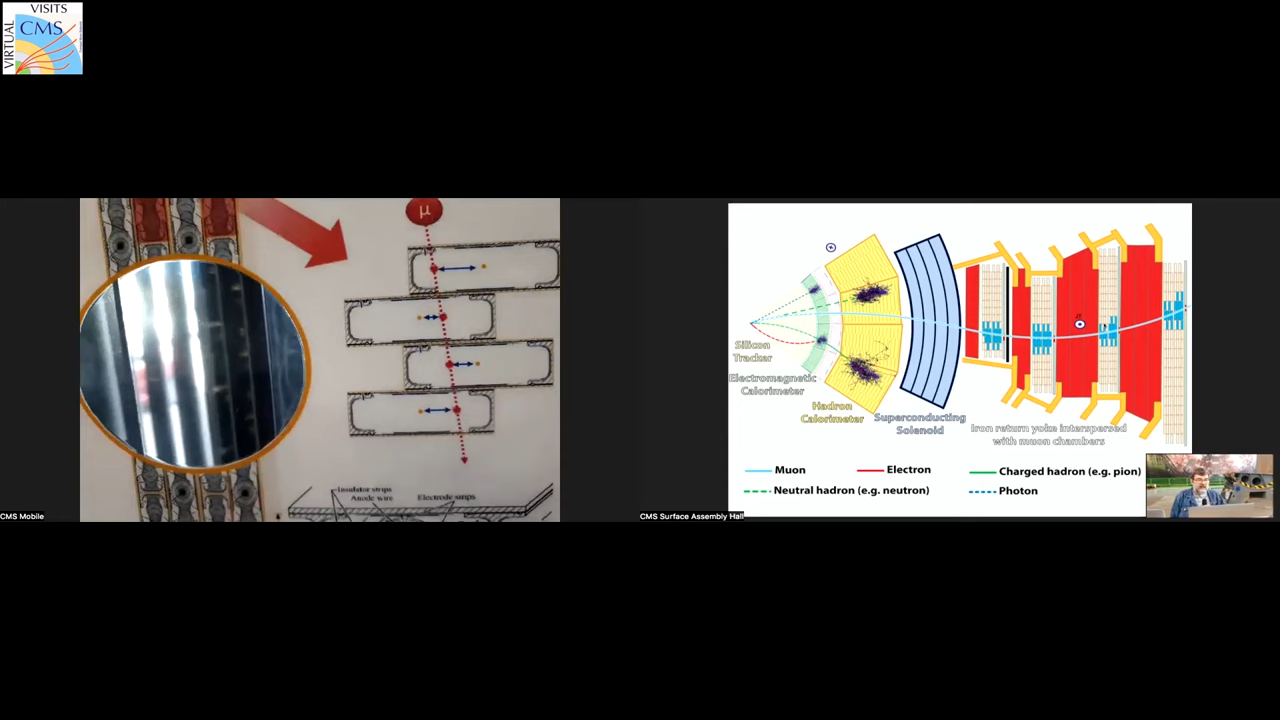 VISITS
CMS
VIRTUAL
μ
Insulator strips
Anode wire
Electrode strips
CMS Mobile
Silicon
Tracker
Electromagnetic
Calorimeter
Hadron
Calorimeter
Superconducting
Solenoid
Iron return yoke interspersed
with muon chambers
Muon
Electron
Charged hadron (e.g. pion)
Neutral hadron (e.g. neutron)
Photon
CMS Surface Assembly Hall